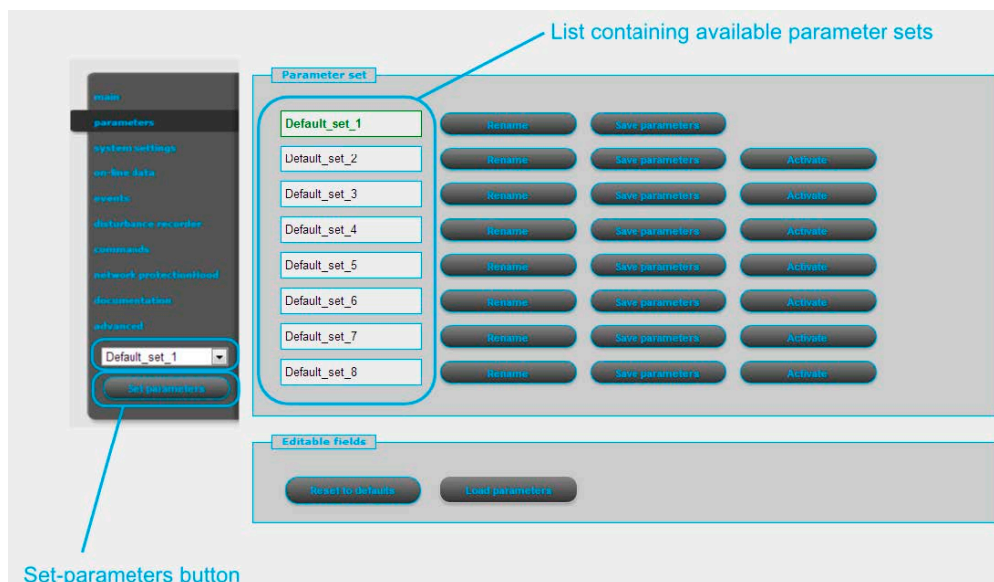 List containing available parameter sets
Parameter set
main
parameters
system settings
on-line data
events
disturbance recorder
commands
network protection/load
documentation
advanced
Default_set_1
Set parameters
Default_set_1 Rename Save parameters
Default_set_2 Rename Save parameters Activate
Default_set_3 Rename Save parameters Activate
Default_set_4 Rename Save parameters Activate
Default_set_5 Rename Save parameters Activate
Default_set_6 Rename Save parameters Activate
Default_set_7 Rename Save parameters Activate
Default_set_8 Rename Save parameters Activate
Editable fields
Reset to defaults Load parameters
Set-parameters button